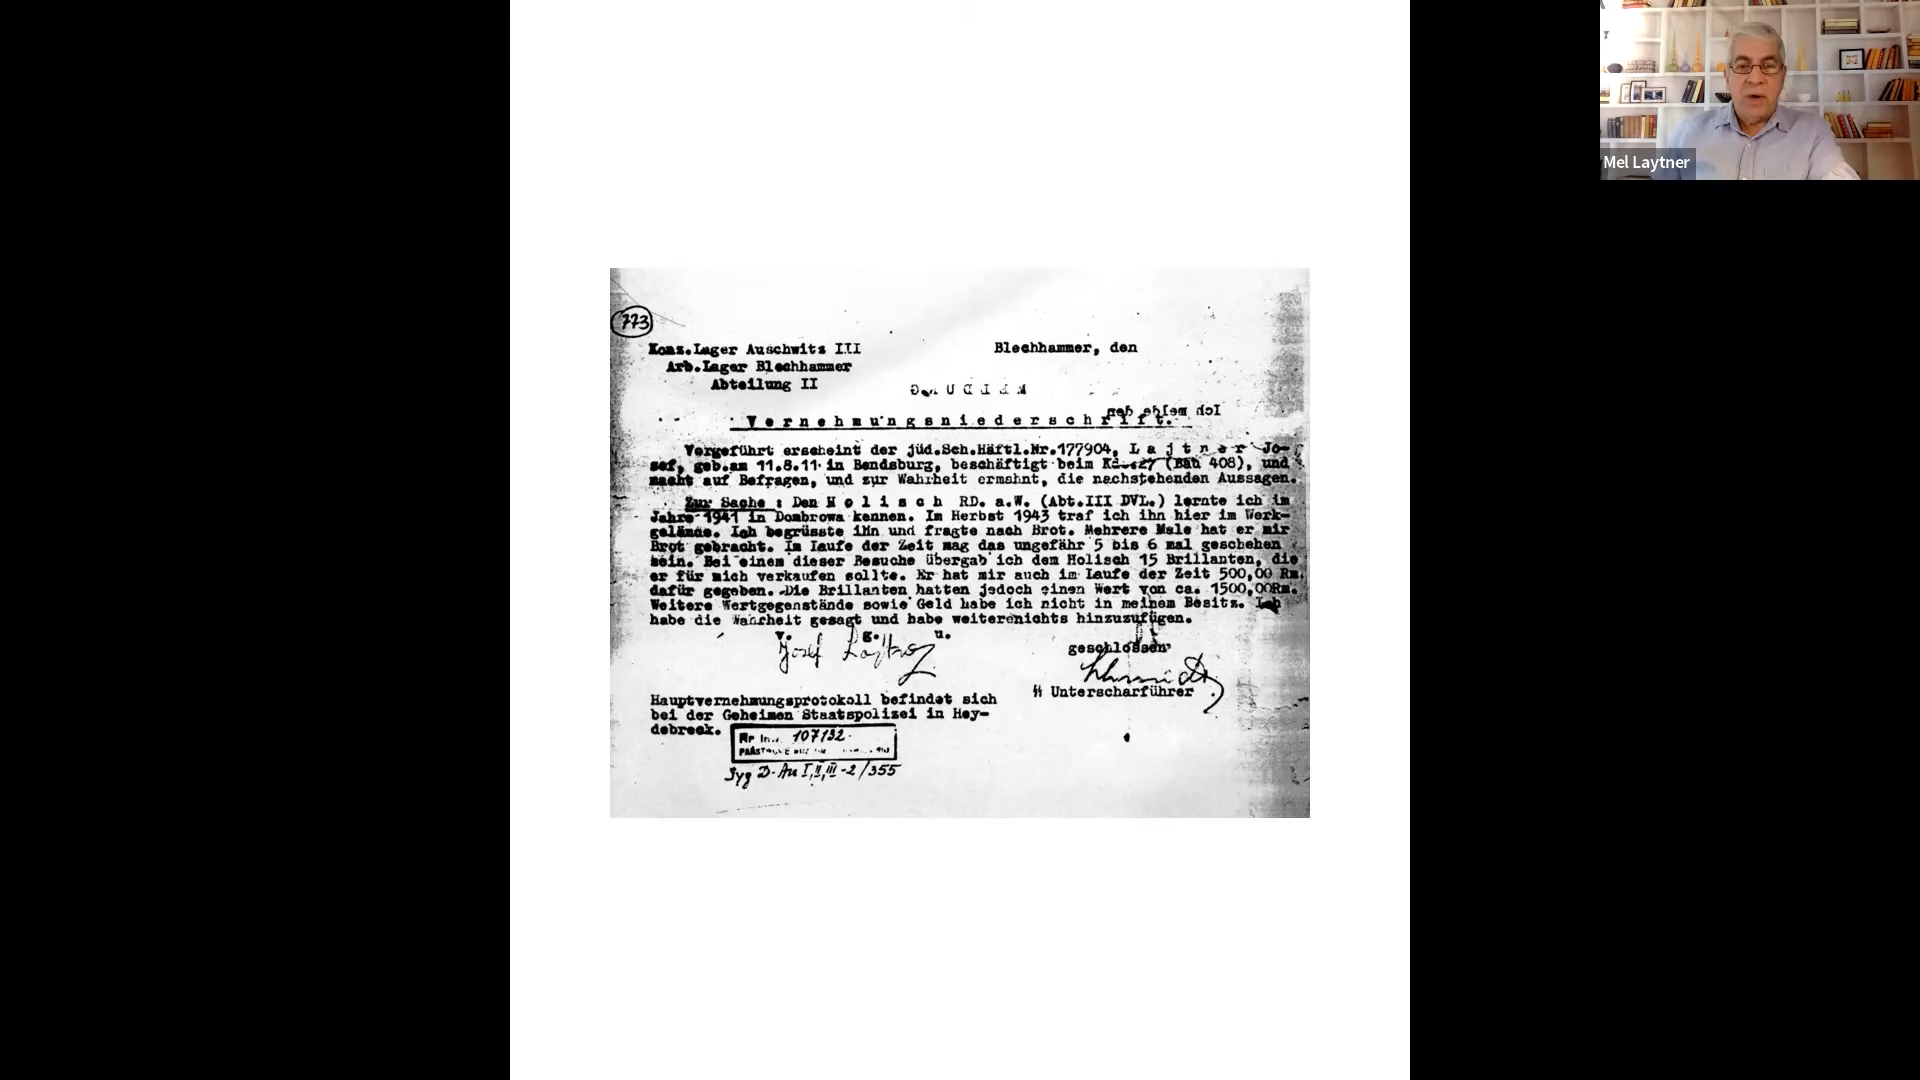 Mel Laytner
773
Konz.Lager Auschwitz III
Blechhammer, den
Arb.Lager Blechhammer
Abteilung II
MELDUNG
Ich melde den
Vernehmungsniederschrift.
Vorgeführt erscheint der jüd.Sch.Häftl.Nr.177904, Lajtner Jo-
sef, geb.am 11.8.11 in Bendsburg, beschäftigt beim (Bau 408), und
macht auf Befragen, und zur Wahrheit ermahnt, die nachstehenden Aussagen.
Zur Sache : Den Holisch RD. a.W. (Abt.III DVL.) lernte ich im
Jahre 1941 in Dombrowa kennen. Im Herbst 1943 traf ich ihn hier im Werk-
gelände. Ich begrüsste ihn und fragte nach Brot. Mehrere Male hat er mir
Brot gebracht. Im Laufe der Zeit mag das ungefähr 5 bis 6 mal geschehen
sein. Bei einem dieser Besuche übergab ich dem Holisch 15 Brillanten, die
er für mich verkaufen sollte. Er hat mir auch im Laufe der Zeit 500,00 Rm.
dafür gegeben. Die Brillanten hatten jedoch einen Wert von ca. 1500,00Rm.
Weitere Wertgegenstände sowie Geld habe ich nicht in meinem Besitz. Ich
habe die Wahrheit gesagt und habe weiterenichts hinzuzufügen.
v. g. u.
Josef Lajtner
geschlossen
Schmidt
SS Unterscharführer
Hauptvernehmungsprotokoll befindet sich
bei der Geheimen Staatspolizei in Hey-
debreck.
Nr Inw. 107132
Syg D-Au I, II, III -2/355